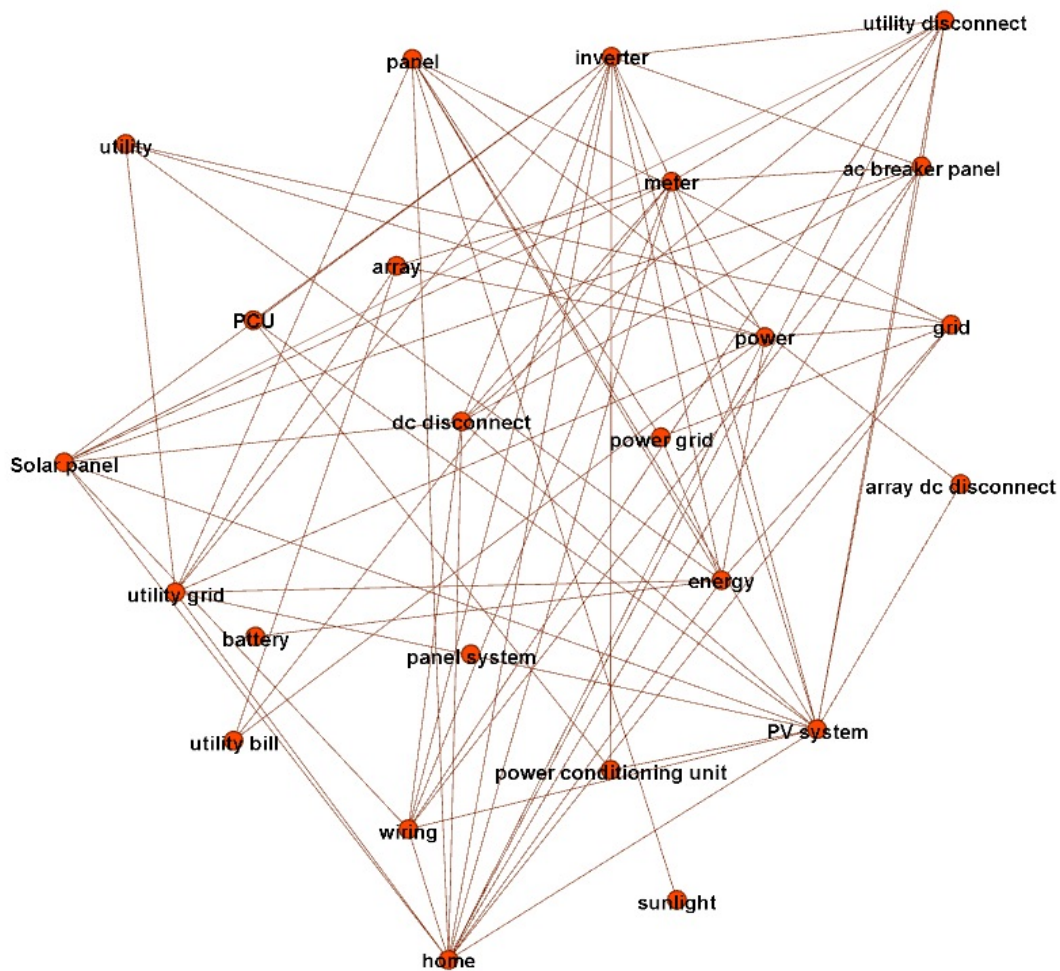 utility disconnect
panel
inverter
utility
ac breaker panel
meter
array
PCU
power
grid
dc disconnect
power grid
Solar panel
array dc disconnect
energy
utility grid
battery
panel system
PV system
utility bill
power conditioning unit
wiring
sunlight
home